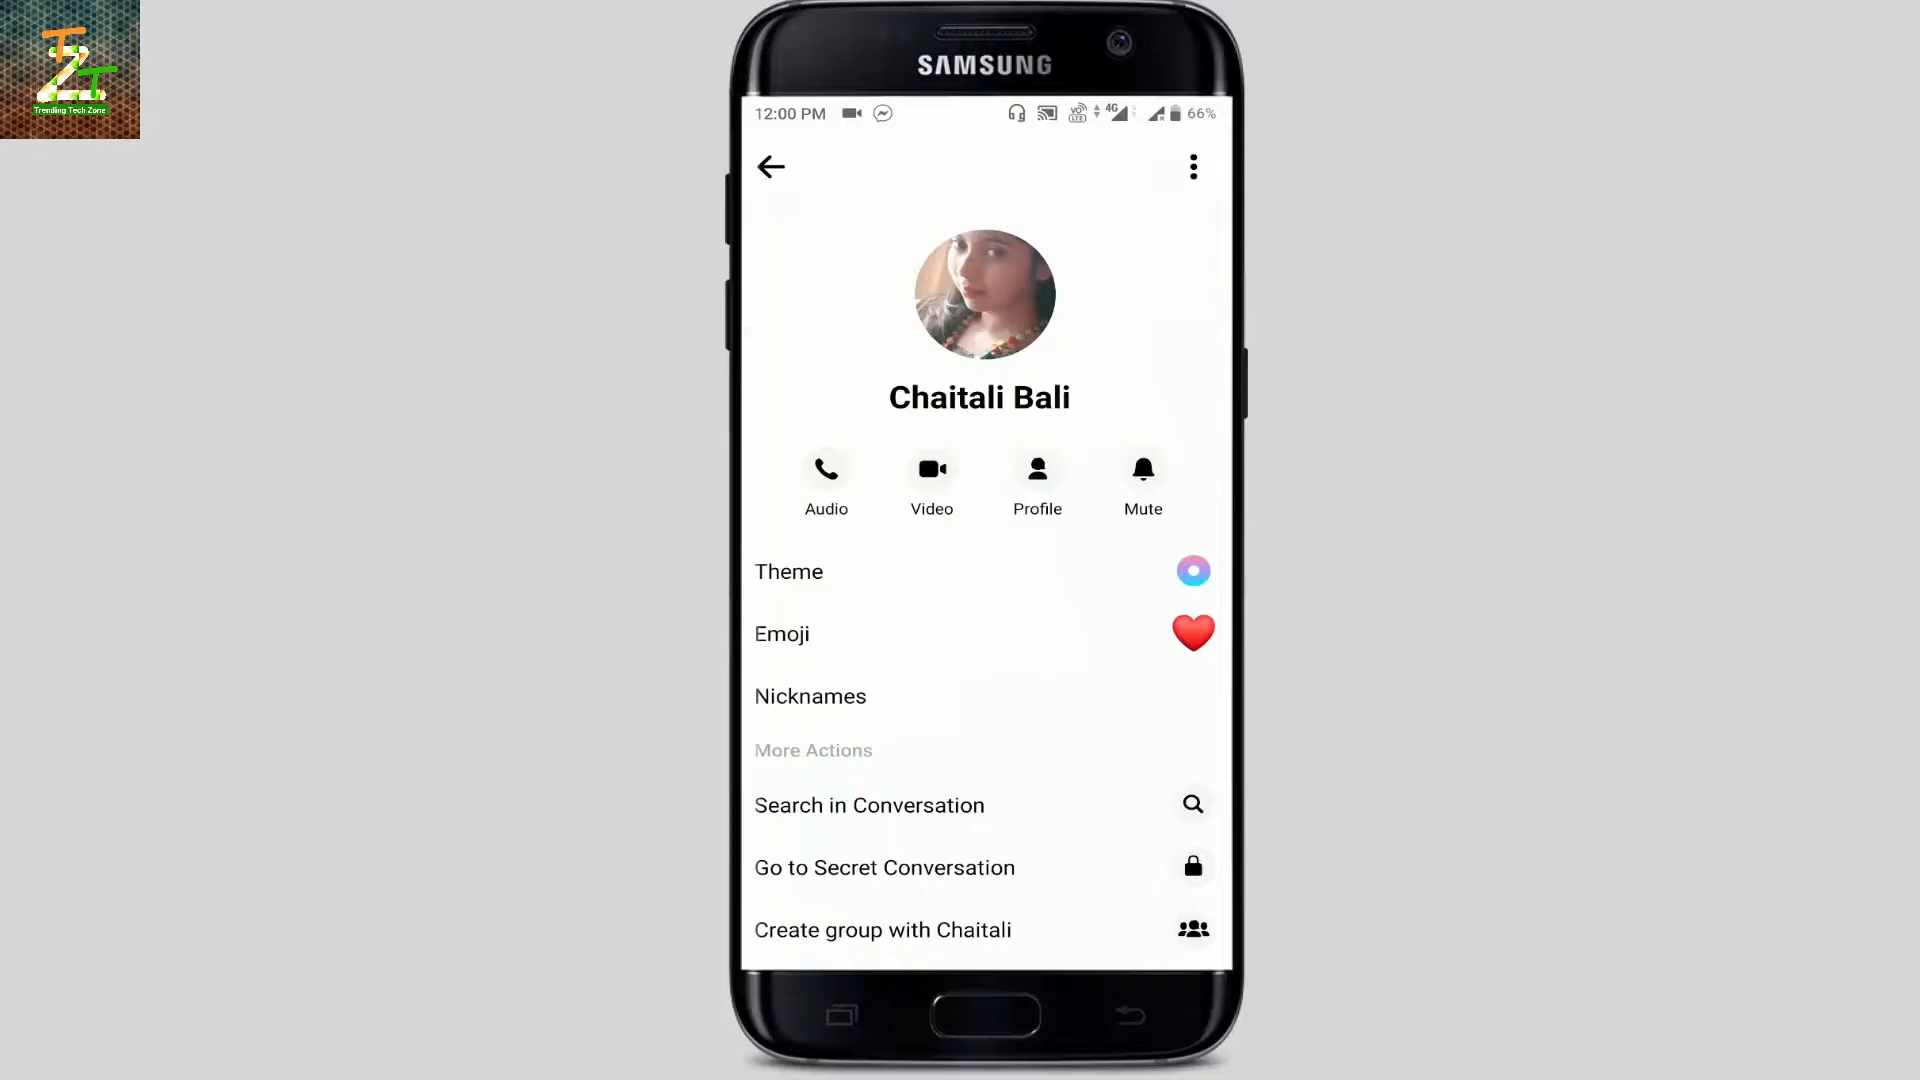 Trending Tech Zone
SAMSUNG
12:00 PM 4G 66%
Chaitali Bali
Audio Video Profile Mute
Theme
Emoji
Nicknames
More Actions
Search in Conversation
Go to Secret Conversation
Create group with Chaitali